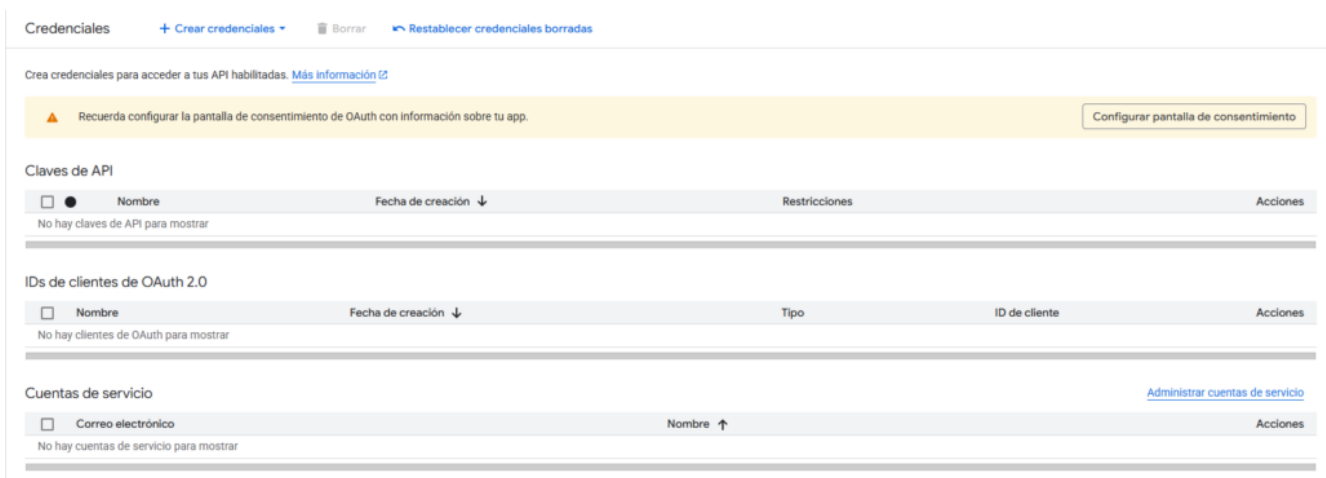 Credenciales + Crear credenciales Borrar Restablecer credenciales borradas
Crea credenciales para acceder a tus API habilitadas. Más información
Recuerda configurar la pantalla de consentimiento de OAuth con información sobre tu app. Configurar pantalla de consentimiento
Claves de API
Nombre Fecha de creación Restricciones Acciones
No hay claves de API para mostrar
IDs de clientes de OAuth 2.0
Nombre Fecha de creación Tipo ID de cliente Acciones
No hay clientes de OAuth para mostrar
Cuentas de servicio Administrar cuentas de servicio
Correo electrónico Nombre Acciones
No hay cuentas de servicio para mostrar